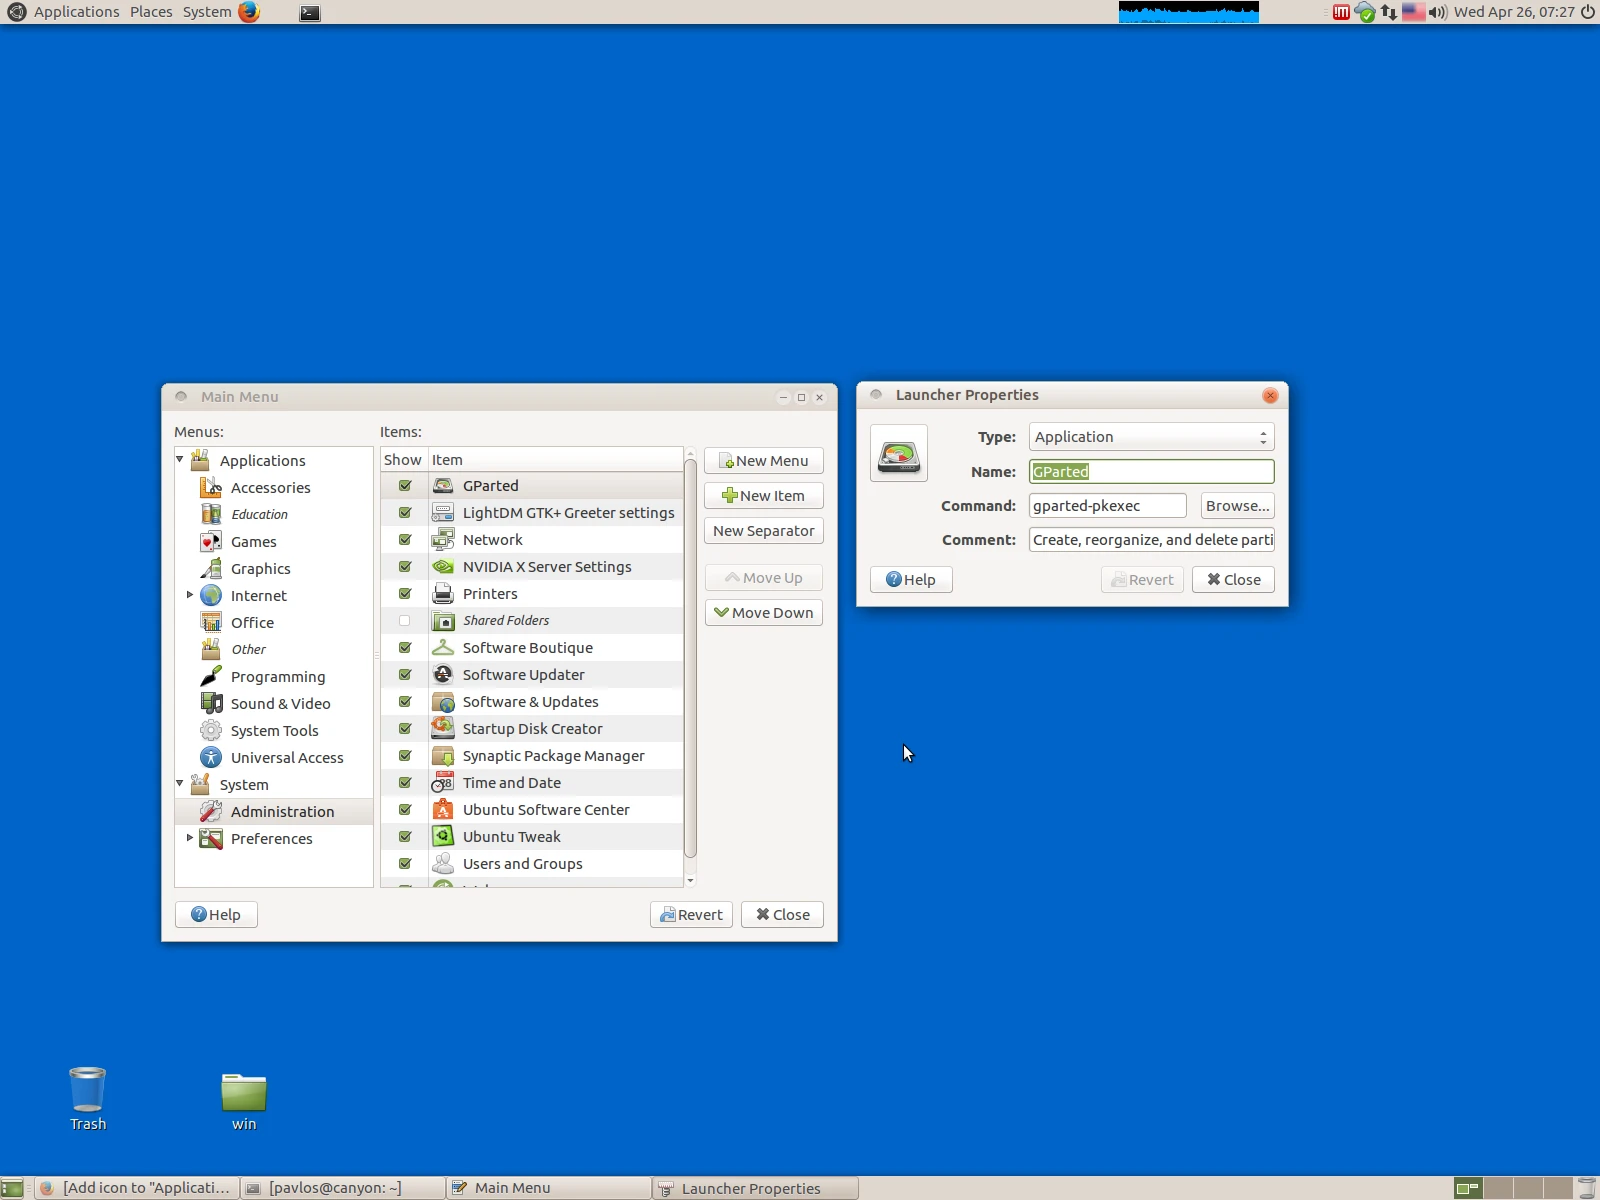 Applications Places System
Wed Apr 26, 07:27
Main Menu
Menus:
Items:
Applications
Accessories
Education
Games
Graphics
Internet
Office
Other
Programming
Sound & Video
System Tools
Universal Access
System
Administration
Preferences
Show Item
GParted
LightDM GTK+ Greeter settings
Network
NVIDIA X Server Settings
Printers
Shared Folders
Software Boutique
Software Updater
Software & Updates
Startup Disk Creator
Synaptic Package Manager
Time and Date
Ubuntu Software Center
Ubuntu Tweak
Users and Groups
New Menu
New Item
New Separator
Move Up
Move Down
Help
Revert
Close
Launcher Properties
Type: Application
Name: GParted
Command: gparted-pkexec Browse...
Comment: Create, reorganize, and delete parti
Help
Revert
Close
Trash
win
[Add icon to "Applicati...
[pavlos@canyon: ~]
Main Menu
Launcher Properties